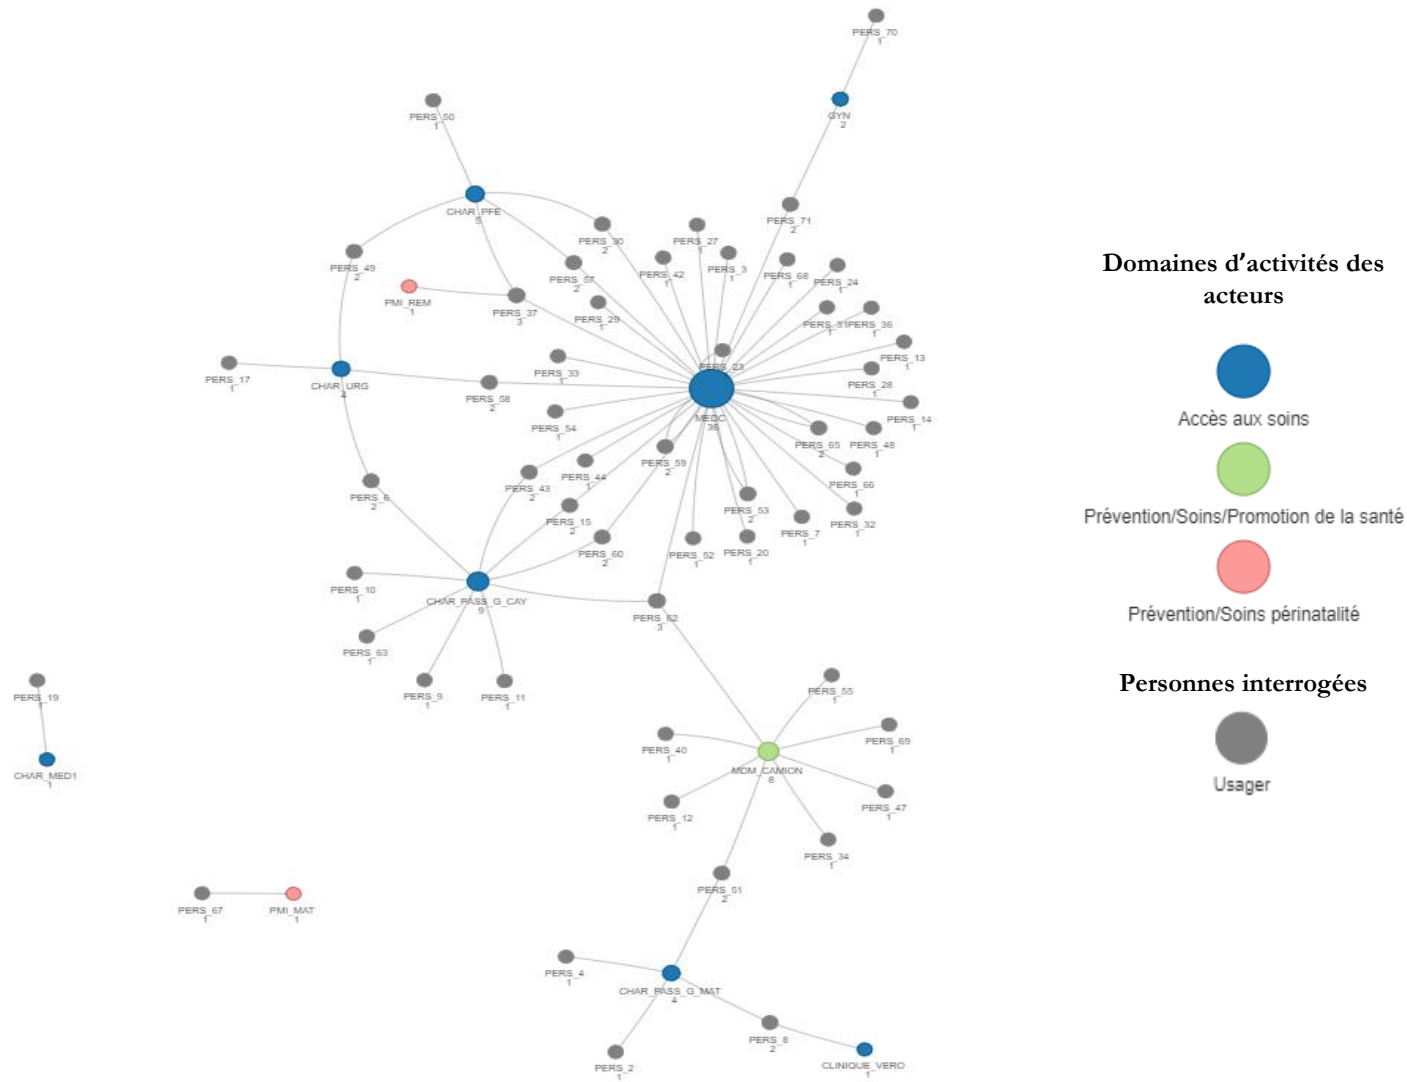 PERS_70
1
GYN
2
PERS_50
1
CHAR_PFE
5
PERS_71
2
PERS_30
2
PERS_27
1
PERS_3
1
PERS_42
1
PERS_68
1
PERS_24
1
PERS_49
2
PERS_57
2
PMI_REM
1
PERS_37
3
PERS_29
1
PERS_31
1
PERS_36
1
PERS_13
1
PERS_17
1
CHAR_URG
4
PERS_33
1
PERS_23
PERS_28
1
PERS_58
2
MEDC
PERS_14
1
PERS_54
1
PERS_59
2
PERS_65
2
PERS_48
1
PERS_43
2
PERS_44
1
PERS_66
1
PERS_6
2
PERS_15
2
PERS_53
2
PERS_7
1
PERS_32
1
PERS_60
2
PERS_52
1
PERS_20
1
PERS_10
1
CHAR_PASS_G_CAY
9
PERS_62
3
PERS_63
1
PERS_9
1
PERS_11
1
PERS_19
1
CHAR_MED1
1
PERS_55
1
PERS_40
1
PERS_69
1
MDM_CAMION
8
PERS_12
1
PERS_47
1
PERS_34
1
PERS_67
1
PMI_MAT
1
PERS_51
2
PERS_4
1
CHAR_PASS_G_MAT
4
PERS_8
2
PERS_2
1
CLINIQUE_VERO
1
Domaines d'activités des
acteurs
Accès aux soins
Prévention/Soins/Promotion de la santé
Prévention/Soins périnatalité
Personnes interrogées
Usager